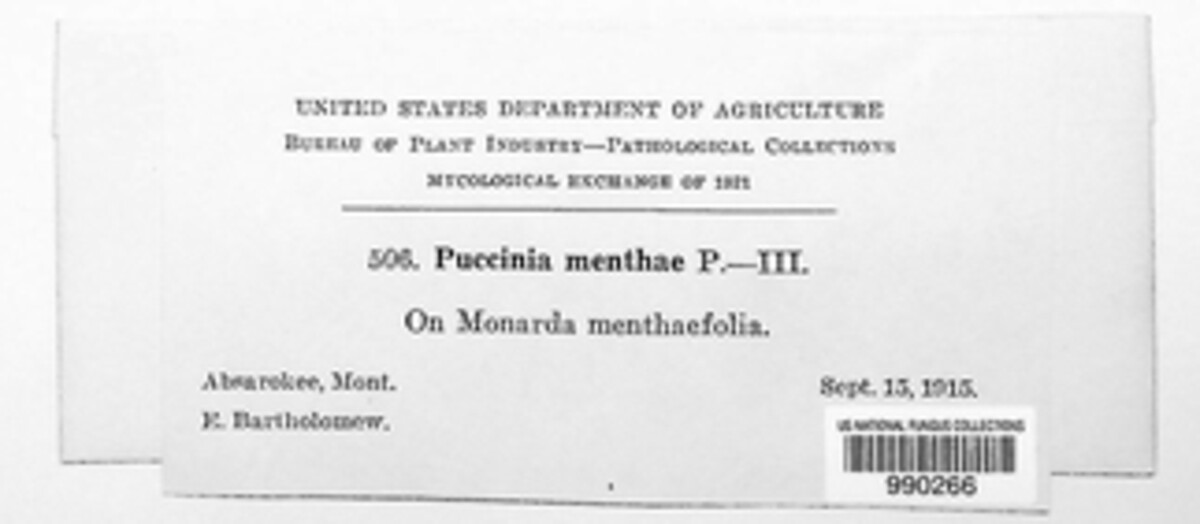 UNITED STATES DEPARTMENT OF AGRICULTURE
BUREAU OF PLANT INDUSTRY—PATHOLOGICAL COLLECTIONS
MYCOLOGICAL EXCHANGE OF 1921
506. Puccinia menthae P.—III.
On Monarda menthaefolia.
Absarokee, Mont.
Sept. 15, 1915.
E. Bartholomew.
US NATIONAL FUNGUS COLLECTIONS
990266